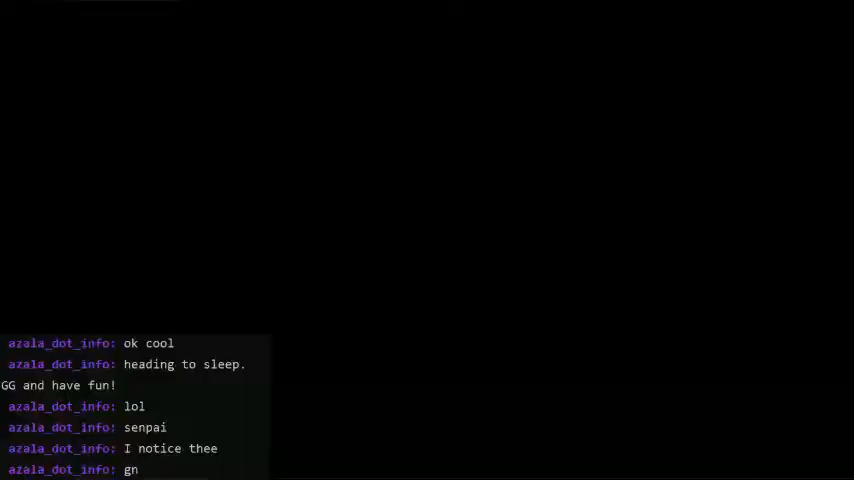 azala_dot_info: ok cool
azala_dot_info: heading to sleep.
GG and have fun!
azala_dot_info: lol
azala_dot_info: senpai
azala_dot_info: I notice thee
azala_dot_info: gn